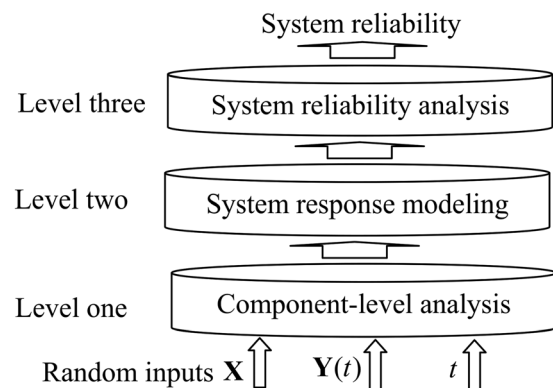 System reliability
Level three System reliability analysis
Level two System response modeling
Level one Component-level analysis
Random inputs X Y(t) t